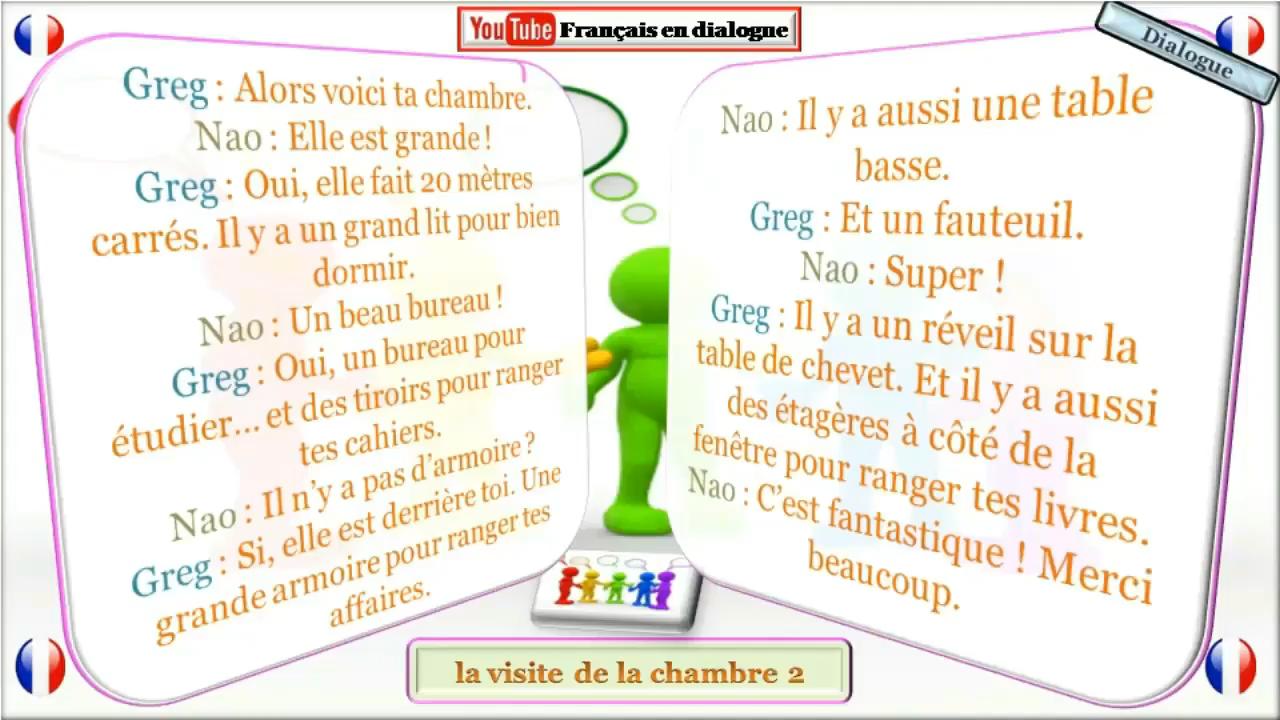 YouTube Français en dialogue
Dialogue
Greg : Alors voici ta chambre.
Nao : Elle est grande !
Greg : Oui, elle fait 20 mètres
carrés. Il y a un grand lit pour bien
dormir.
Nao : Un beau bureau !
Greg : Oui, un bureau pour
étudier... et des tiroirs pour ranger
tes cahiers.
Nao : Il n'y a pas d'armoire ?
Greg : Si, elle est derrière toi. Une
grande armoire pour ranger tes
affaires.
Nao : Il y a aussi une table
basse.
Greg : Et un fauteuil.
Nao : Super !
Greg : Il y a un réveil sur la
table de chevet. Et il y a aussi
des étagères à côté de la
fenêtre pour ranger tes livres.
Nao : C'est fantastique ! Merci
beaucoup.
la visite de la chambre 2